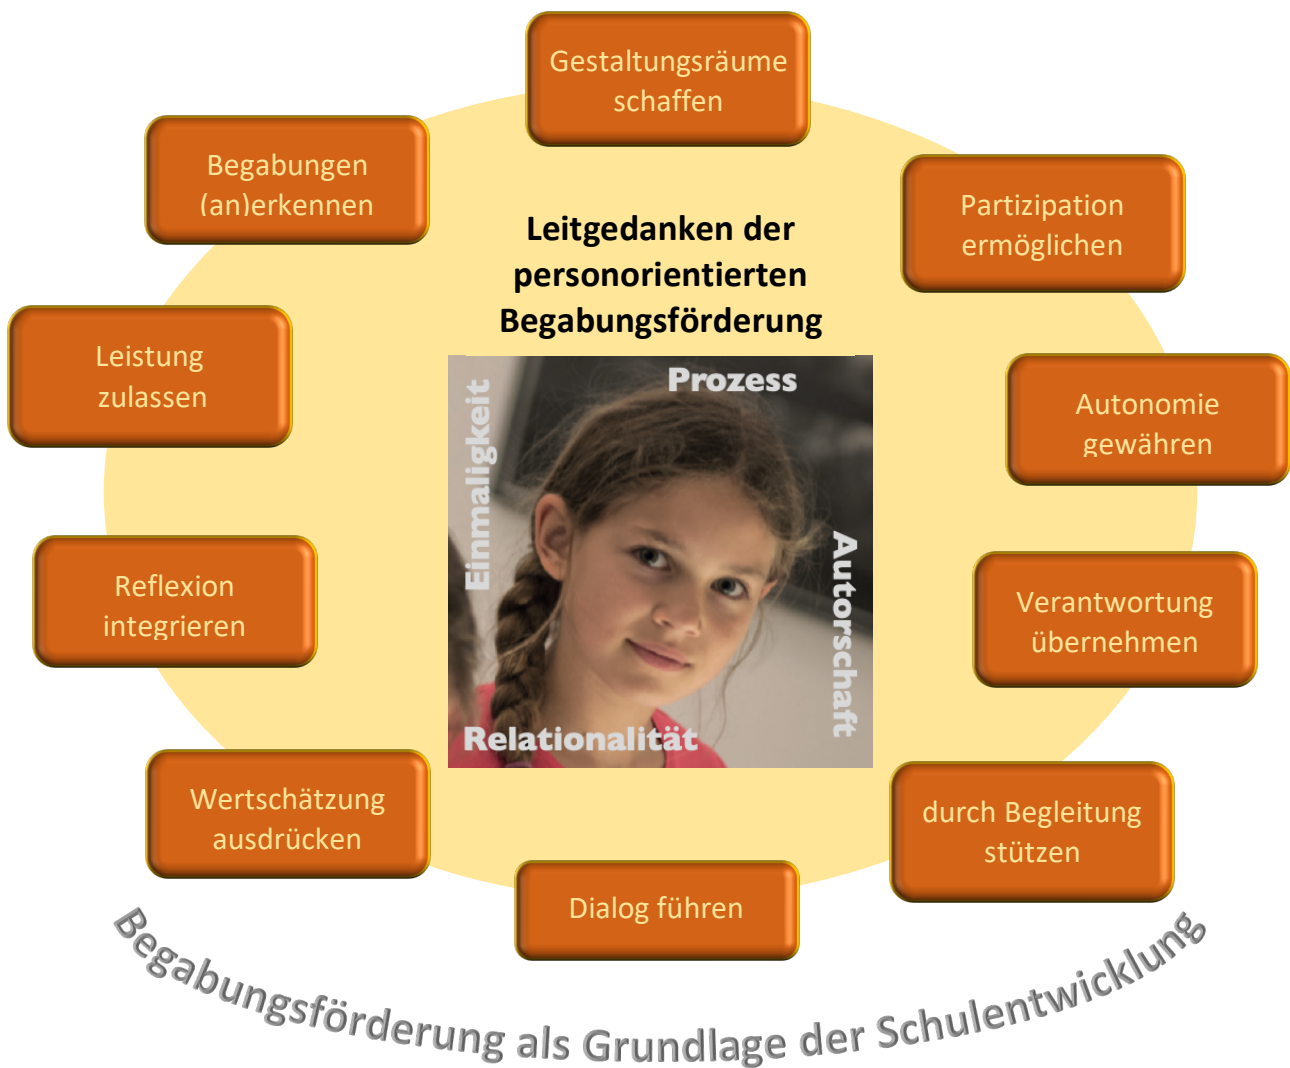 Gestaltungsräume
schaffen
Begabungen
(an)erkennen
Partizipation
ermöglichen
Leitgedanken der
personorientierten
Begabungsförderung
Leistung
zulassen
Autonomie
gewähren
Prozess
Einmaligkeit
Autorschaft
Relationalität
Reflexion
integrieren
Verantwortung
übernehmen
Wertschätzung
ausdrücken
durch Begleitung
stützen
Dialog führen
Begabungsförderung als Grundlage der Schulentwicklung